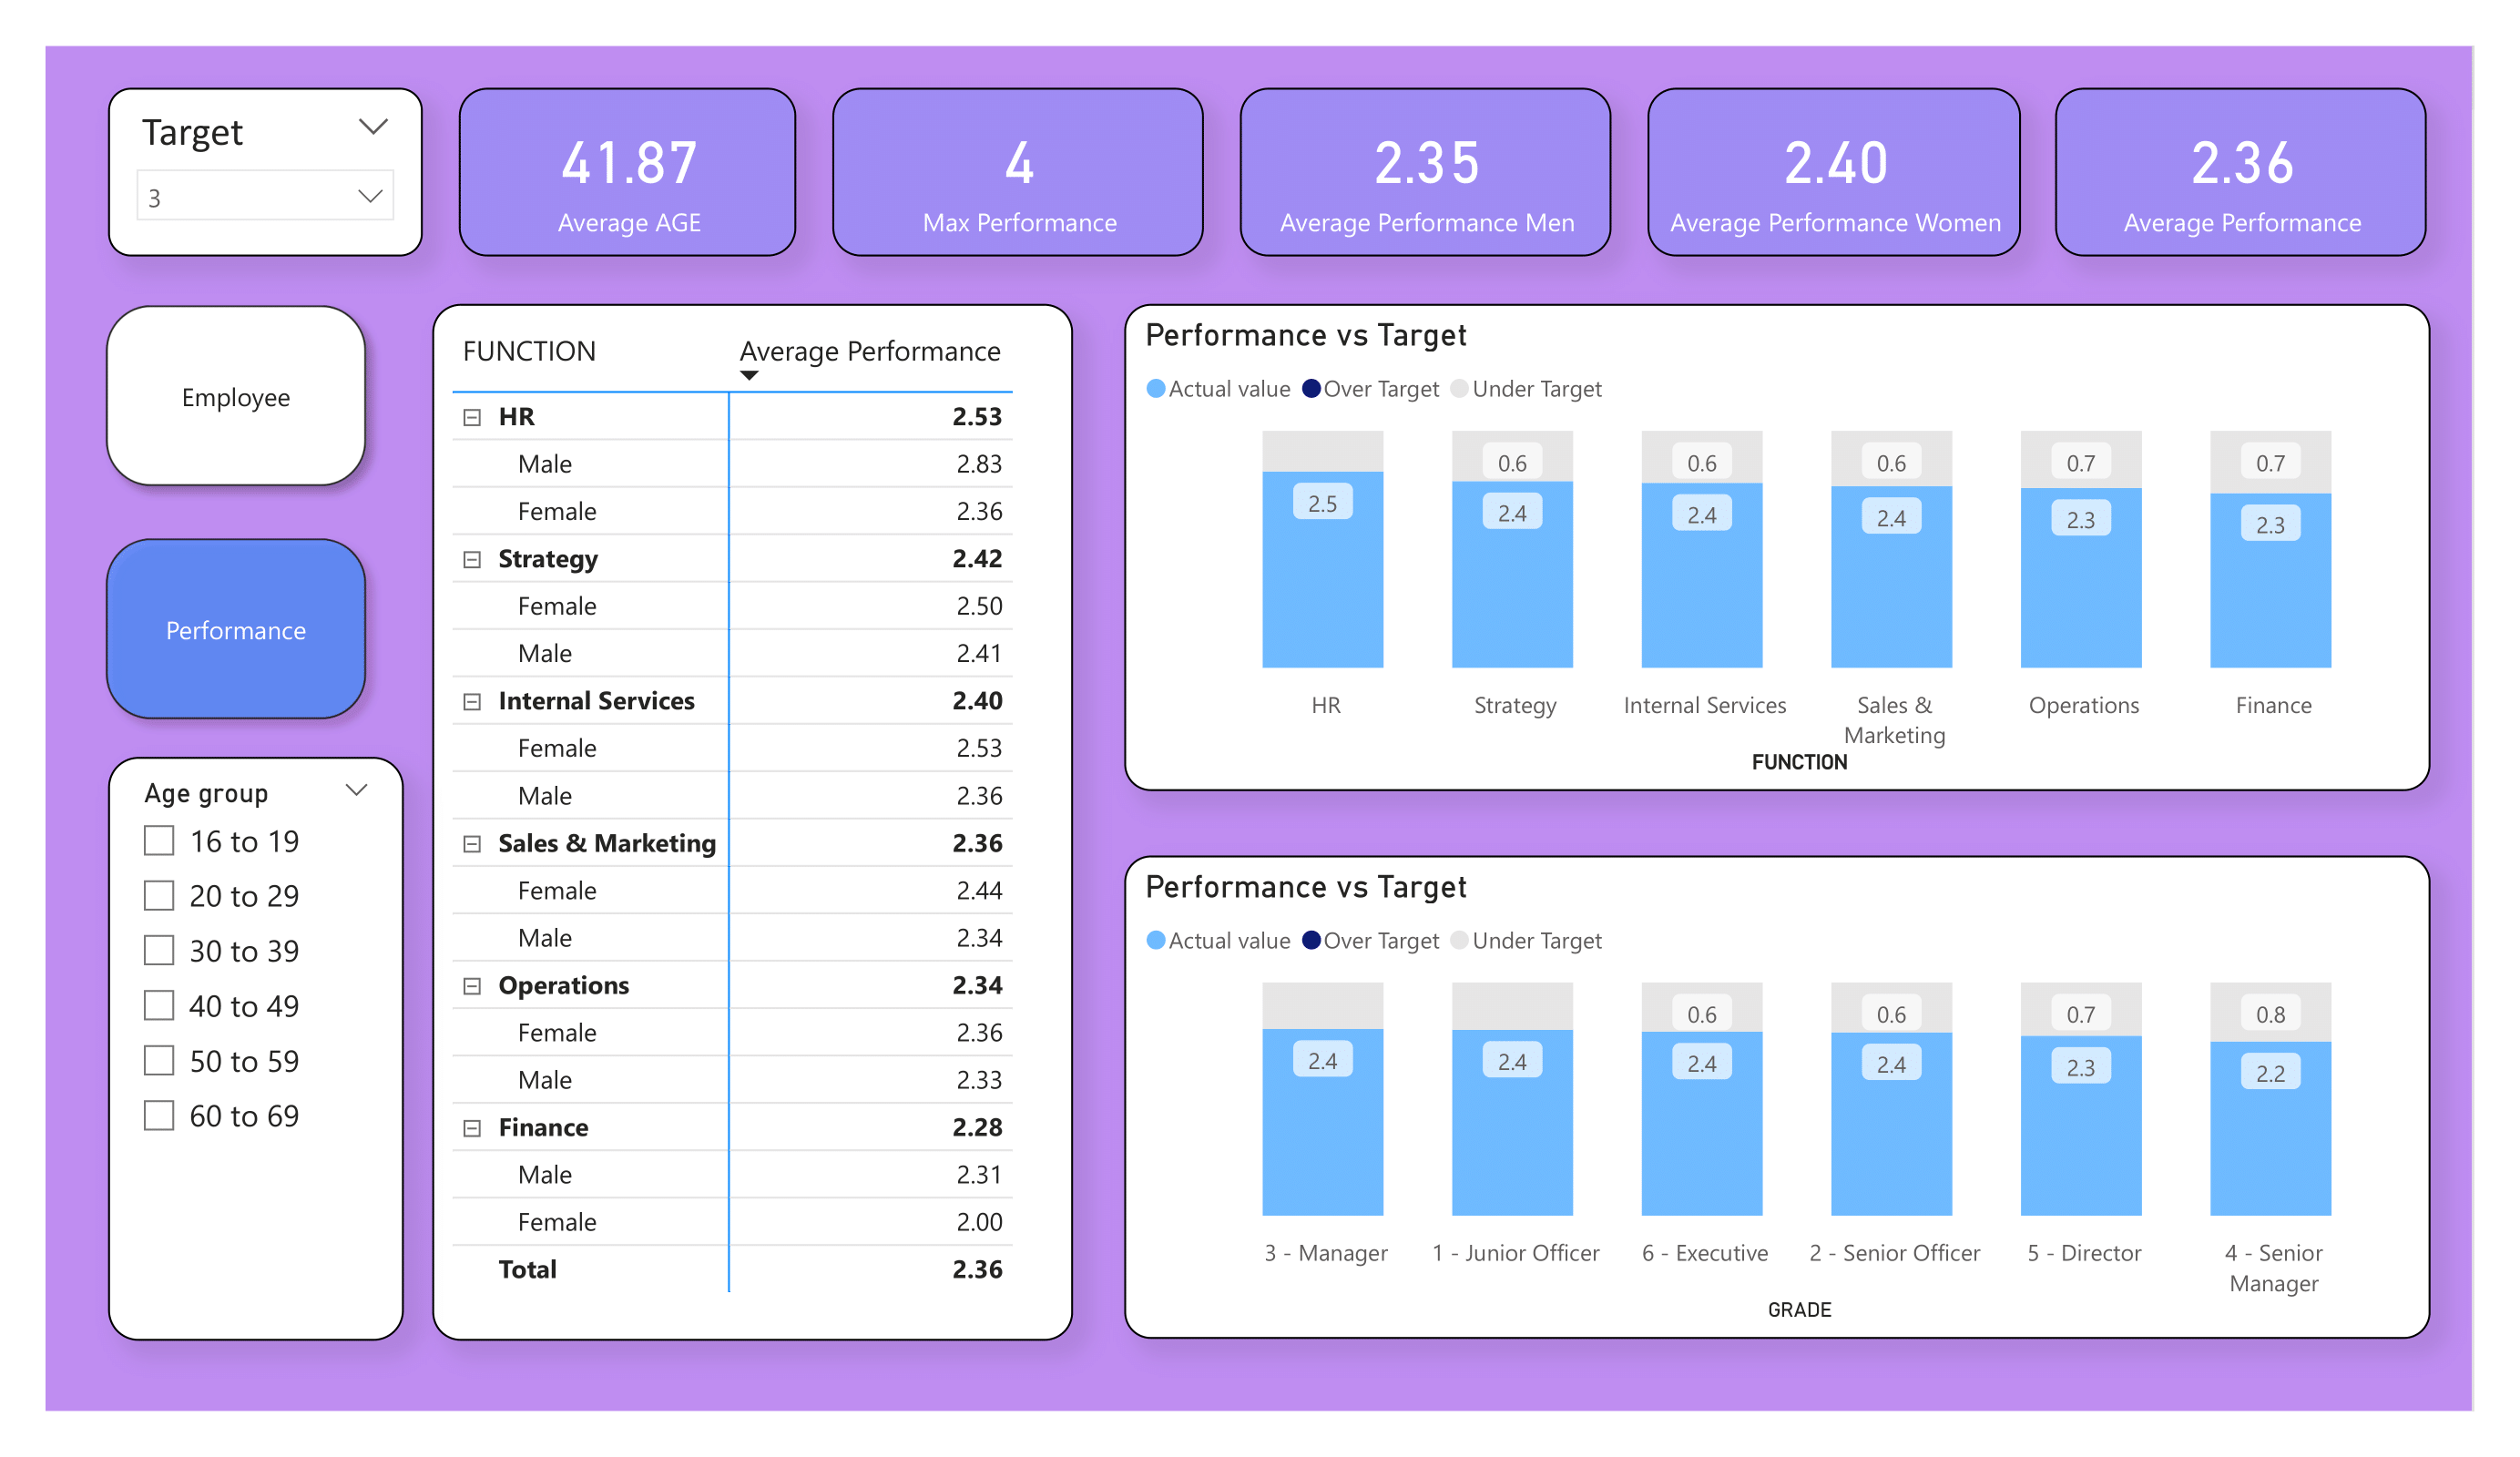 Target
3
41.87
Average AGE
4
Max Performance
2.35
Average Performance Men
2.40
Average Performance Women
2.36
Average Performance
Employee
Performance
Age group
16 to 19
20 to 29
30 to 39
40 to 49
50 to 59
60 to 69
FUNCTION Average Performance
HR 2.53
Male 2.83
Female 2.36
Strategy 2.42
Female 2.50
Male 2.41
Internal Services 2.40
Female 2.53
Male 2.36
Sales & Marketing 2.36
Female 2.44
Male 2.34
Operations 2.34
Female 2.36
Male 2.33
Finance 2.28
Male 2.31
Female 2.00
Total 2.36
Performance vs Target
Actual value Over Target Under Target
0.6 0.6 0.6 0.7 0.7
2.5 2.4 2.4 2.4 2.3 2.3
HR Strategy Internal Services Sales & Operations Finance
Marketing
FUNCTION
Performance vs Target
Actual value Over Target Under Target
0.6 0.6 0.7 0.8
2.4 2.4 2.4 2.4 2.3 2.2
3 - Manager 1 - Junior Officer 6 - Executive 2 - Senior Officer 5 - Director 4 - Senior
Manager
GRADE